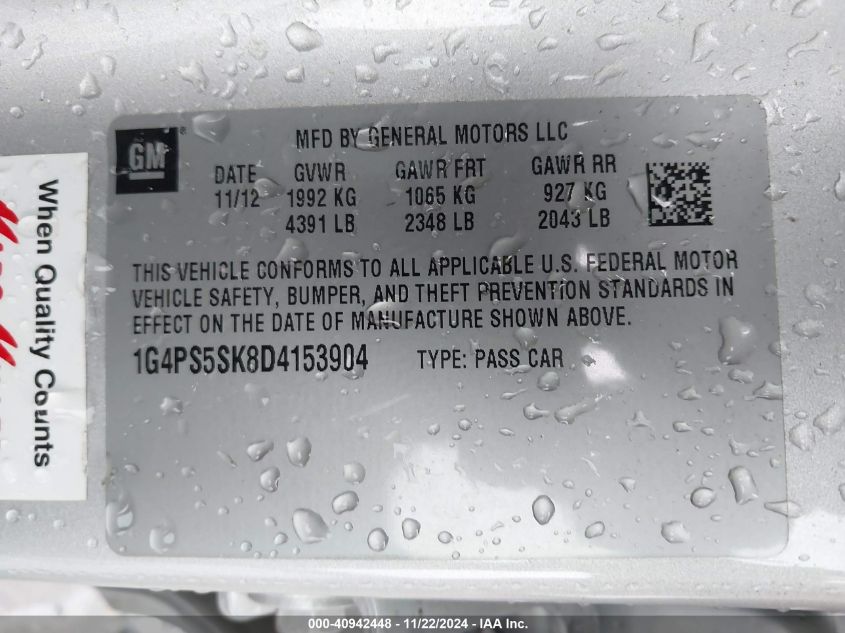 MFD BY GENERAL MOTORS LLC
GM
DATE GVWR GAWR FRT GAWR RR
11/12 1992 KG 1065 KG 927 KG
4391 LB 2348 LB 2043 LB
THIS VEHICLE CONFORMS TO ALL APPLICABLE U.S. FEDERAL MOTOR
VEHICLE SAFETY, BUMPER, AND THEFT PREVENTION STANDARDS IN
EFFECT ON THE DATE OF MANUFACTURE SHOWN ABOVE.
1G4PS5SK8D4153904 TYPE: PASS CAR
When Quality Counts
000-40942448 - 11/22/2024 - IAA Inc.